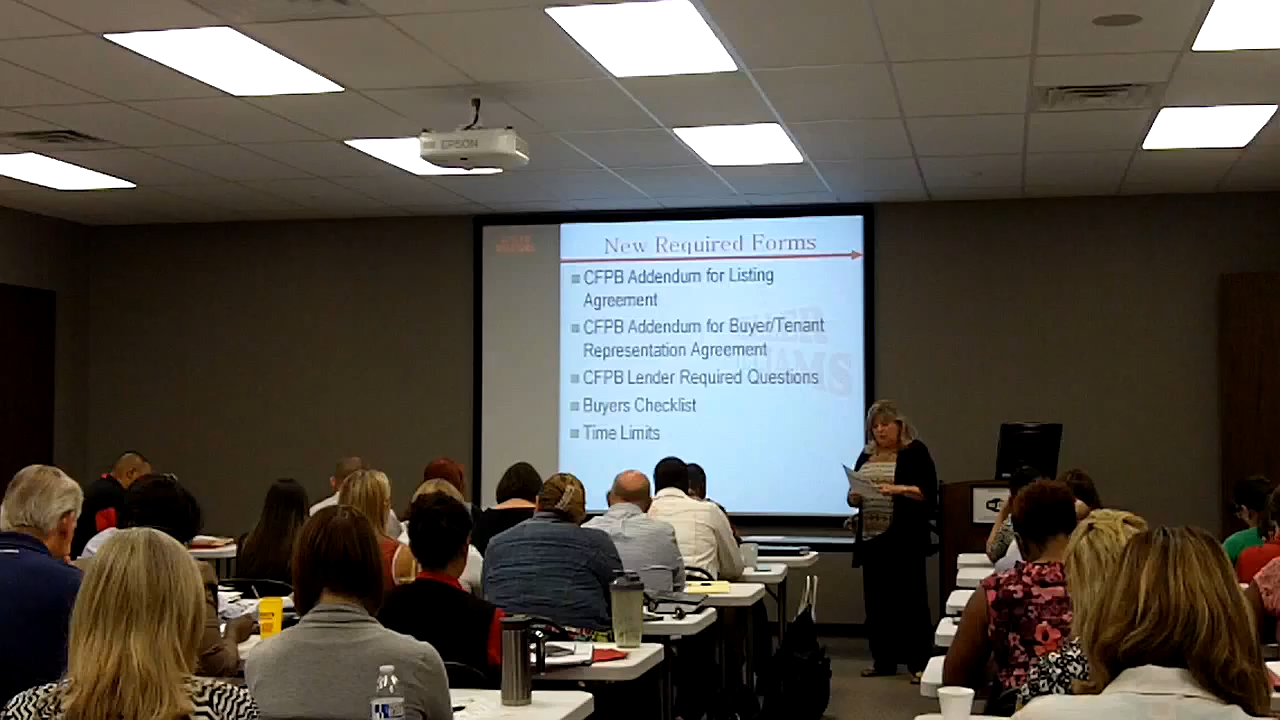 EPSON
New Required Forms
CFPB Addendum for Listing
Agreement
CFPB Addendum for Buyer/Tenant
Representation Agreement
CFPB Lender Required Questions
Buyers Checklist
Time Limits